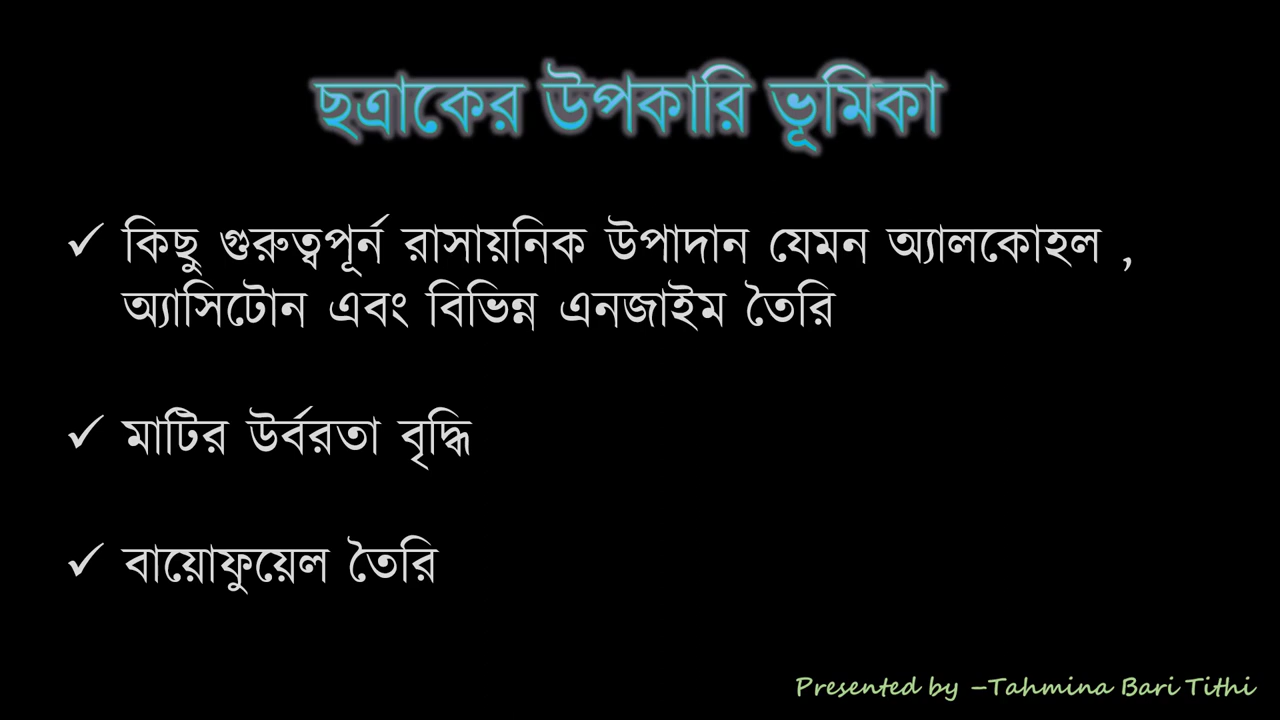 ছত্রাকের উপকারি ভূমিকা
✓ কিছু গুরুত্বপূর্ন রাসায়নিক উপাদান যেমন অ্যালকোহল ,
অ্যাসিটোন এবং বিভিন্ন এনজাইম তৈরি
✓ মাটির উর্বরতা বৃদ্ধি
✓ বায়োফুয়েল তৈরি
Presented by –Tahmina Bari Tithi